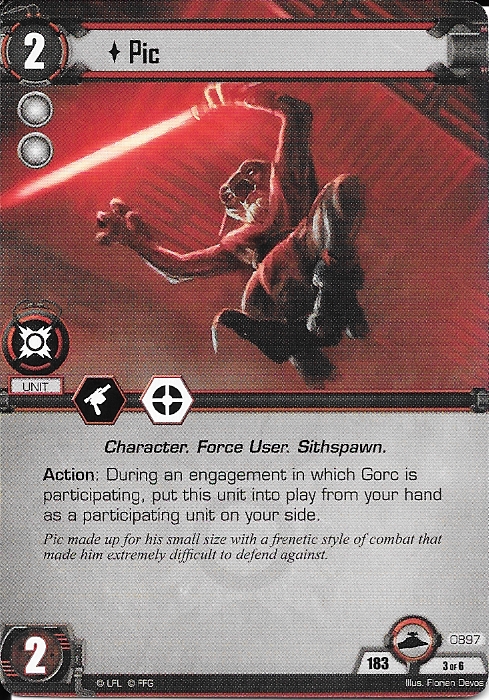 2
Pic
UNIT
Character. Force User. Sithspawn.
Action: During an engagement in which Gorc is
participating, put this unit into play from your hand
as a participating unit on your side.
Pic made up for his small size with a frenetic style of combat that
made him extremely difficult to defend against.
2
0897
183
3 OF 6
© LFL © FFG
Illus. Florian Devos